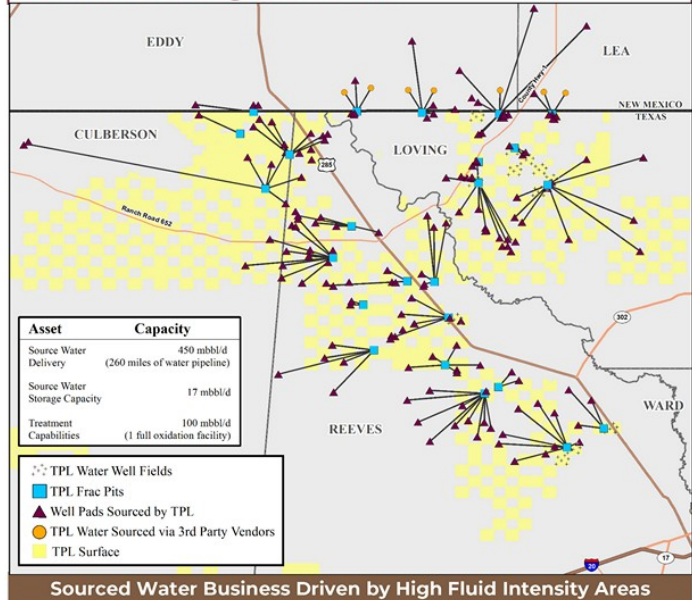 EDDY
LEA
County Hwy 1
NEW MEXICO
TEXAS
CULBERSON
LOVING
285
Ranch Road 652
302
Asset Capacity
Source Water Delivery 450 mbbl/d
(260 miles of water pipeline)
Source Water Storage Capacity 17 mbbl/d
Treatment Capabilities 100 mbbl/d
(1 full oxidation facility)
WARD
REEVES
TPL Water Well Fields
TPL Frac Pits
Well Pads Sourced by TPL
TPL Water Sourced via 3rd Party Vendors
TPL Surface
17
20
Sourced Water Business Driven by High Fluid Intensity Areas